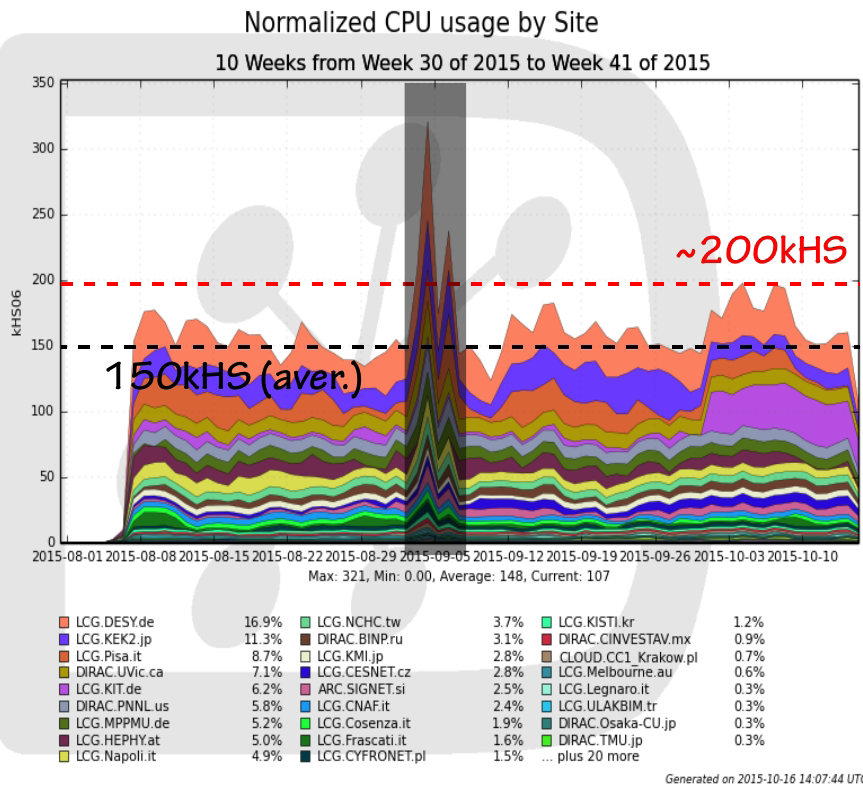 Normalized CPU usage by Site
10 Weeks from Week 30 of 2015 to Week 41 of 2015
350
300
250
200
150
100
50
0
kHS06
~200kHS
150kHS (aver.)
2015-08-01 2015-08-08 2015-08-15 2015-08-22 2015-08-29 2015-09-05 2015-09-12 2015-09-19 2015-09-26 2015-10-03 2015-10-10
Max: 321, Min: 0.00, Average: 148, Current: 107
LCG.DESY.de 16.9% LCG.NCHC.tw 3.7% LCG.KISTI.kr 1.2%
LCG.KEK2.jp 11.3% DIRAC.BINP.ru 3.1% DIRAC.CINVESTAV.mx 0.9%
LCG.Pisa.it 8.7% LCG.KMI.jp 2.8% CLOUD.CC1_Krakow.pl 0.7%
DIRAC.UVic.ca 7.1% LCG.CESNET.cz 2.8% LCG.Melbourne.au 0.6%
LCG.KIT.de 6.2% ARC.SIGNET.si 2.5% LCG.Legnaro.it 0.3%
DIRAC.PNNL.us 5.8% LCG.CNAF.it 2.4% LCG.ULAKBIM.tr 0.3%
LCG.MPPMU.de 5.2% LCG.Cosenza.it 1.9% DIRAC.Osaka-CU.jp 0.3%
LCG.HEPHY.at 5.0% LCG.Frascati.it 1.6% DIRAC.TMU.jp 0.3%
LCG.Napoli.it 4.9% LCG.CYFRONET.pl 1.5% ... plus 20 more
Generated on 2015-10-16 14:07:44 UTC